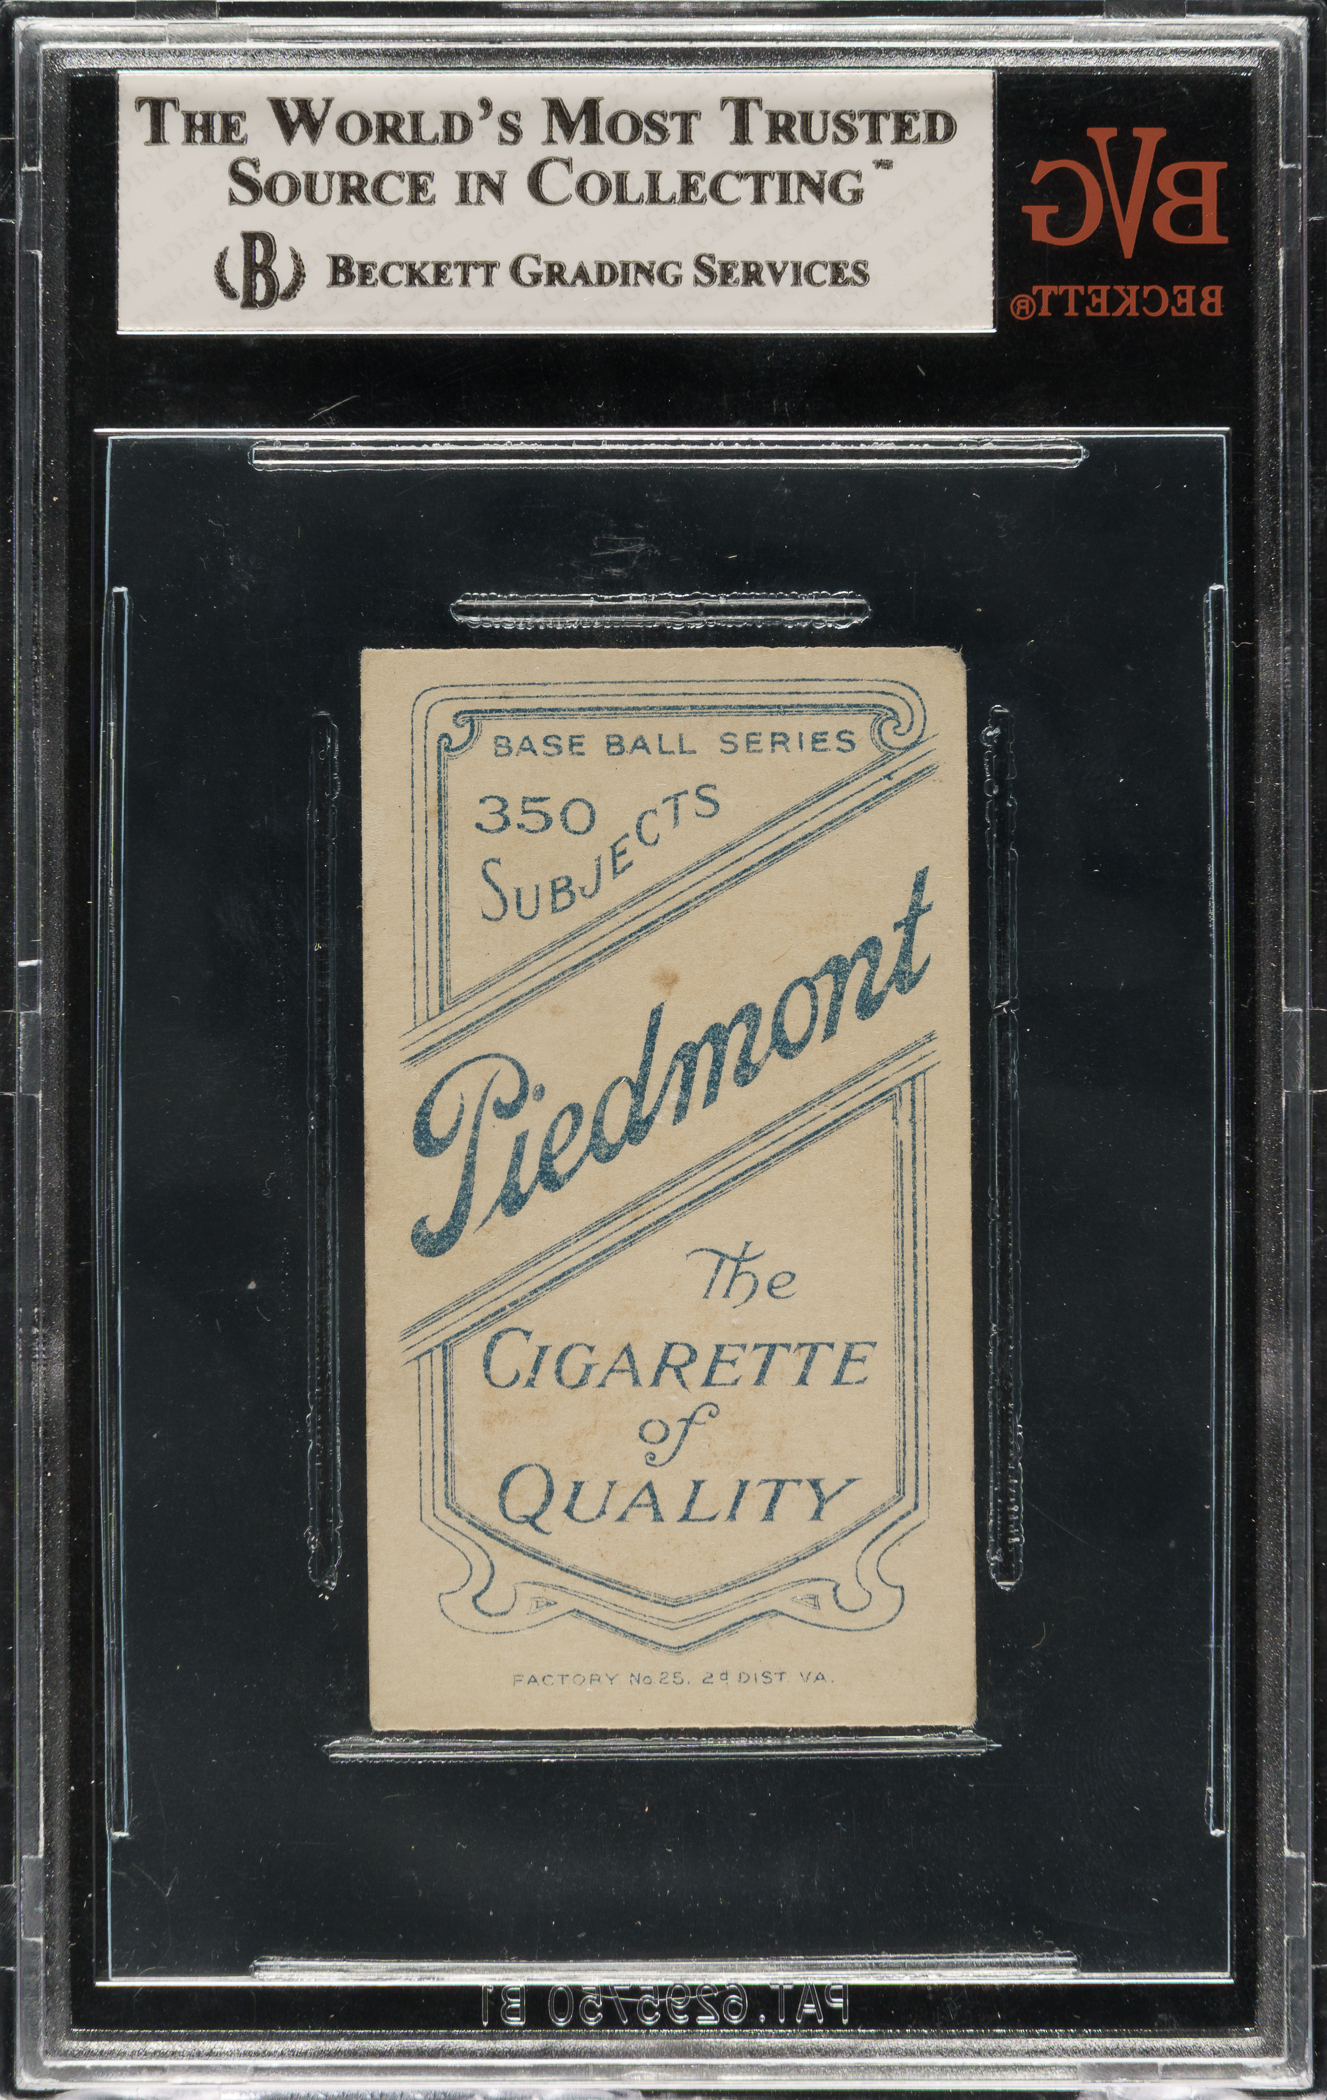 THE WORLD'S MOST TRUSTED
SOURCE IN COLLECTING™
B BECKETT GRADING SERVICES
BVG
BECKETT®
BASE BALL SERIES
350
SUBJECTS
Piedmont
The
CIGARETTE
of
QUALITY
FACTORY No 25, 2d DIST. VA.
PAT.6295750 B1